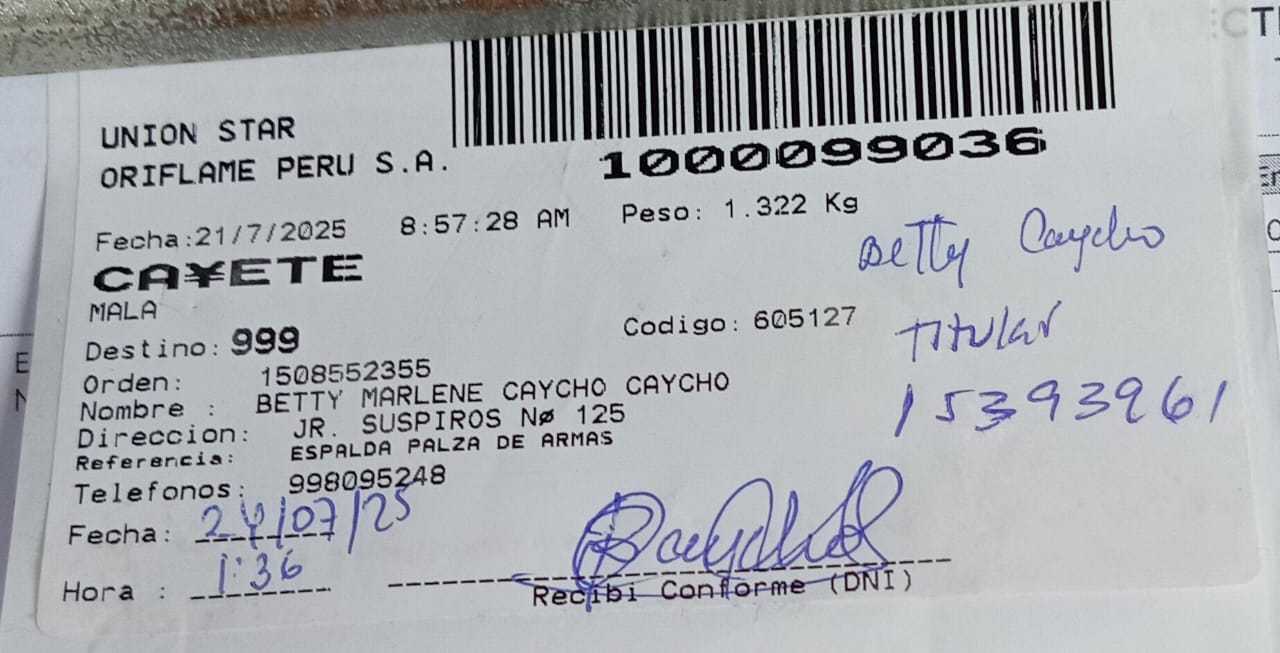 UNION STAR
ORIFLAME PERU S.A.
1000099036
Fecha:21/7/2025 8:57:28 AM Peso: 1.322 Kg
CA¥ETE
Betty Caycho
MALA
Destino: 999 Codigo: 605127
Titular
Orden: 1508552355
Nombre : BETTY MARLENE CAYCHO CAYCHO
15393961
Direccion: JR. SUSPIROS Nø 125
Referencia: ESPALDA PALZA DE ARMAS
Telefonos: 998095248
Fecha: 24/07/25
Hora : 1:36
Recibi Conforme (DNI)